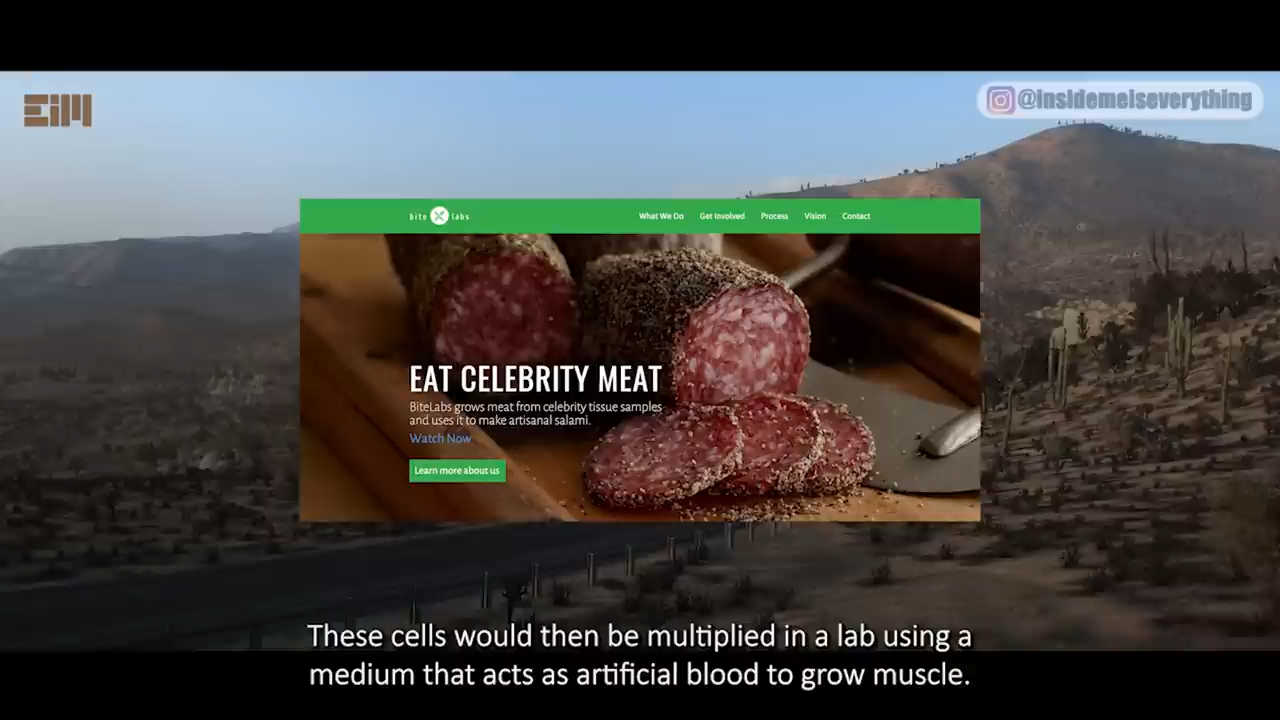 EIM
@insidemeiseverything
bite labs
What We Do Get Involved Process Vision Contact
EAT CELEBRITY MEAT
BiteLabs grows meat from celebrity tissue samples
and uses it to make artisanal salami.
Watch Now
Learn more about us
These cells would then be multiplied in a lab using a
medium that acts as artificial blood to grow muscle.